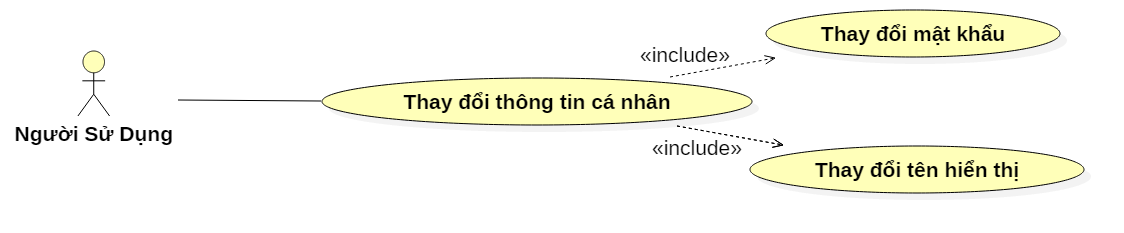 Thay đổi mật khẩu
«include»
Thay đổi thông tin cá nhân
Người Sử Dụng
«include»
Thay đổi tên hiển thị